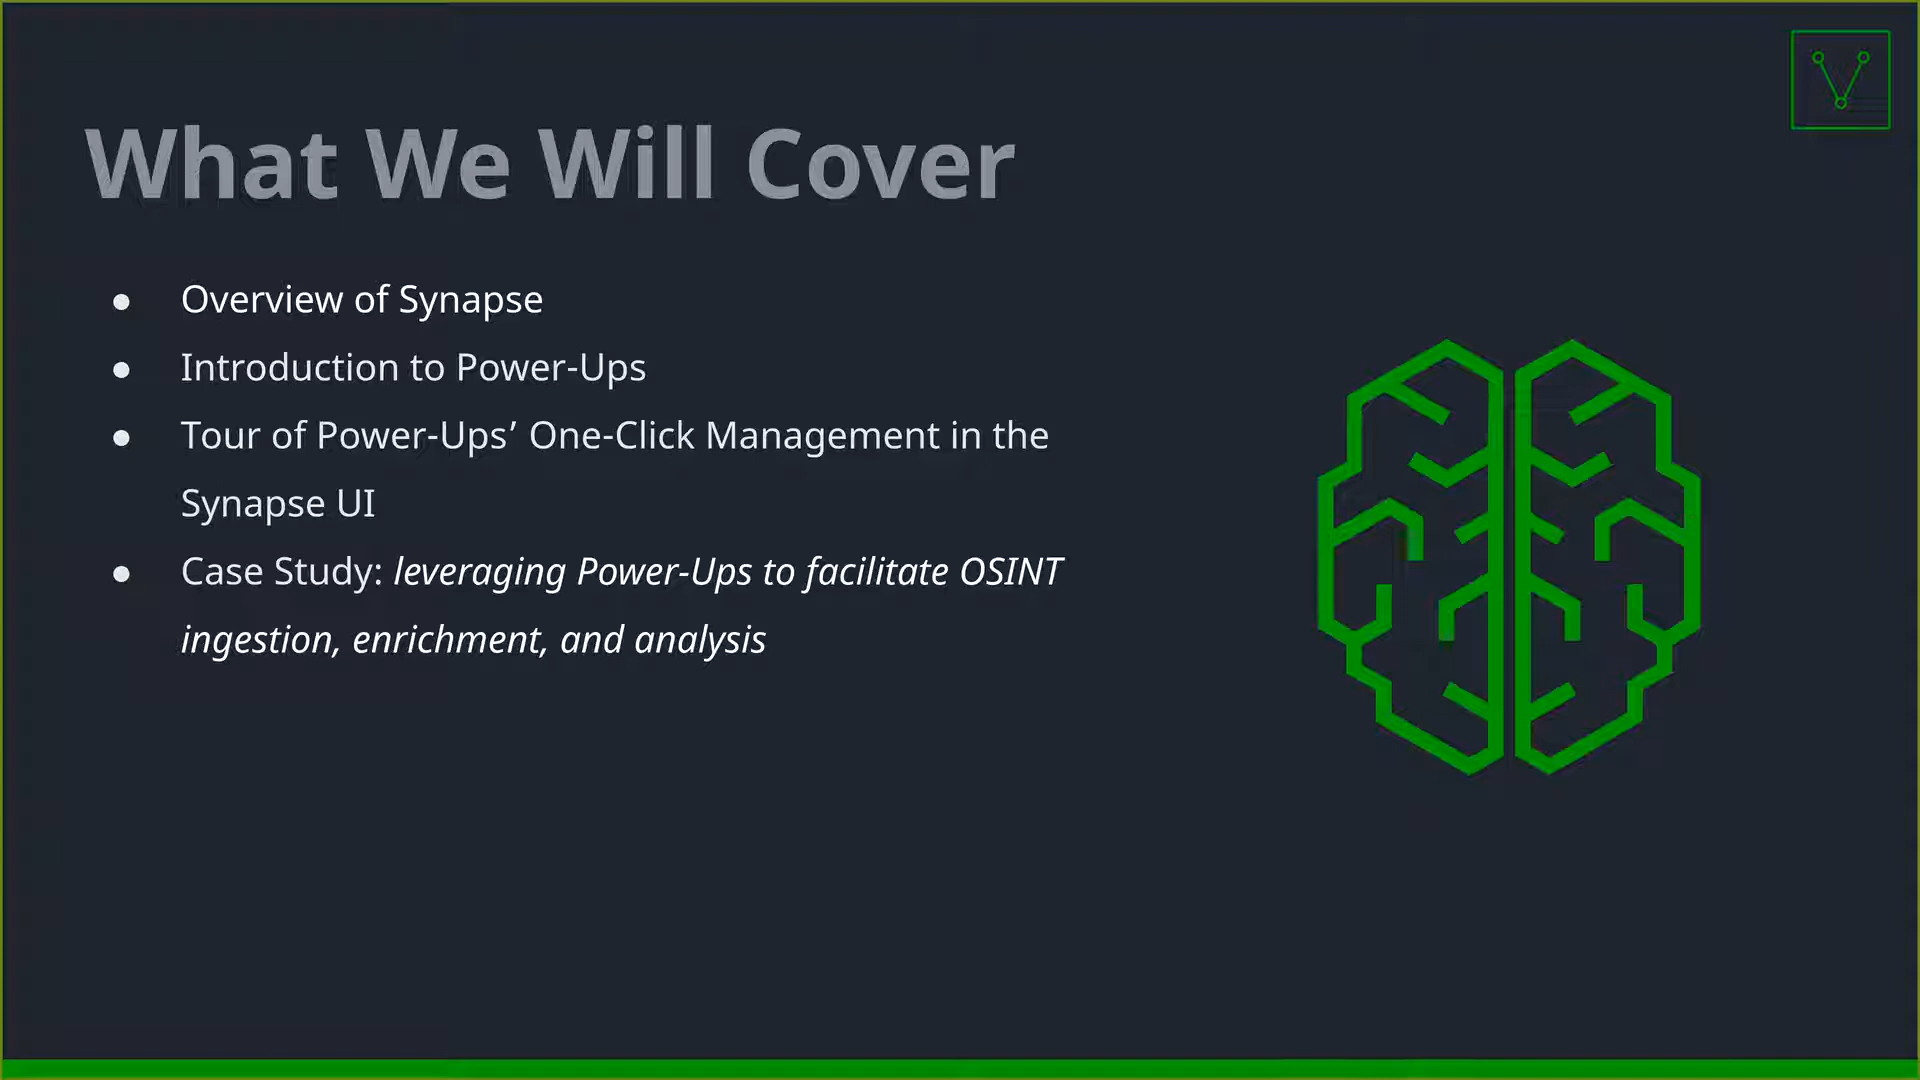 What We Will Cover
● Overview of Synapse
● Introduction to Power-Ups
● Tour of Power-Ups’ One-Click Management in the
Synapse UI
● Case Study: leveraging Power-Ups to facilitate OSINT
ingestion, enrichment, and analysis